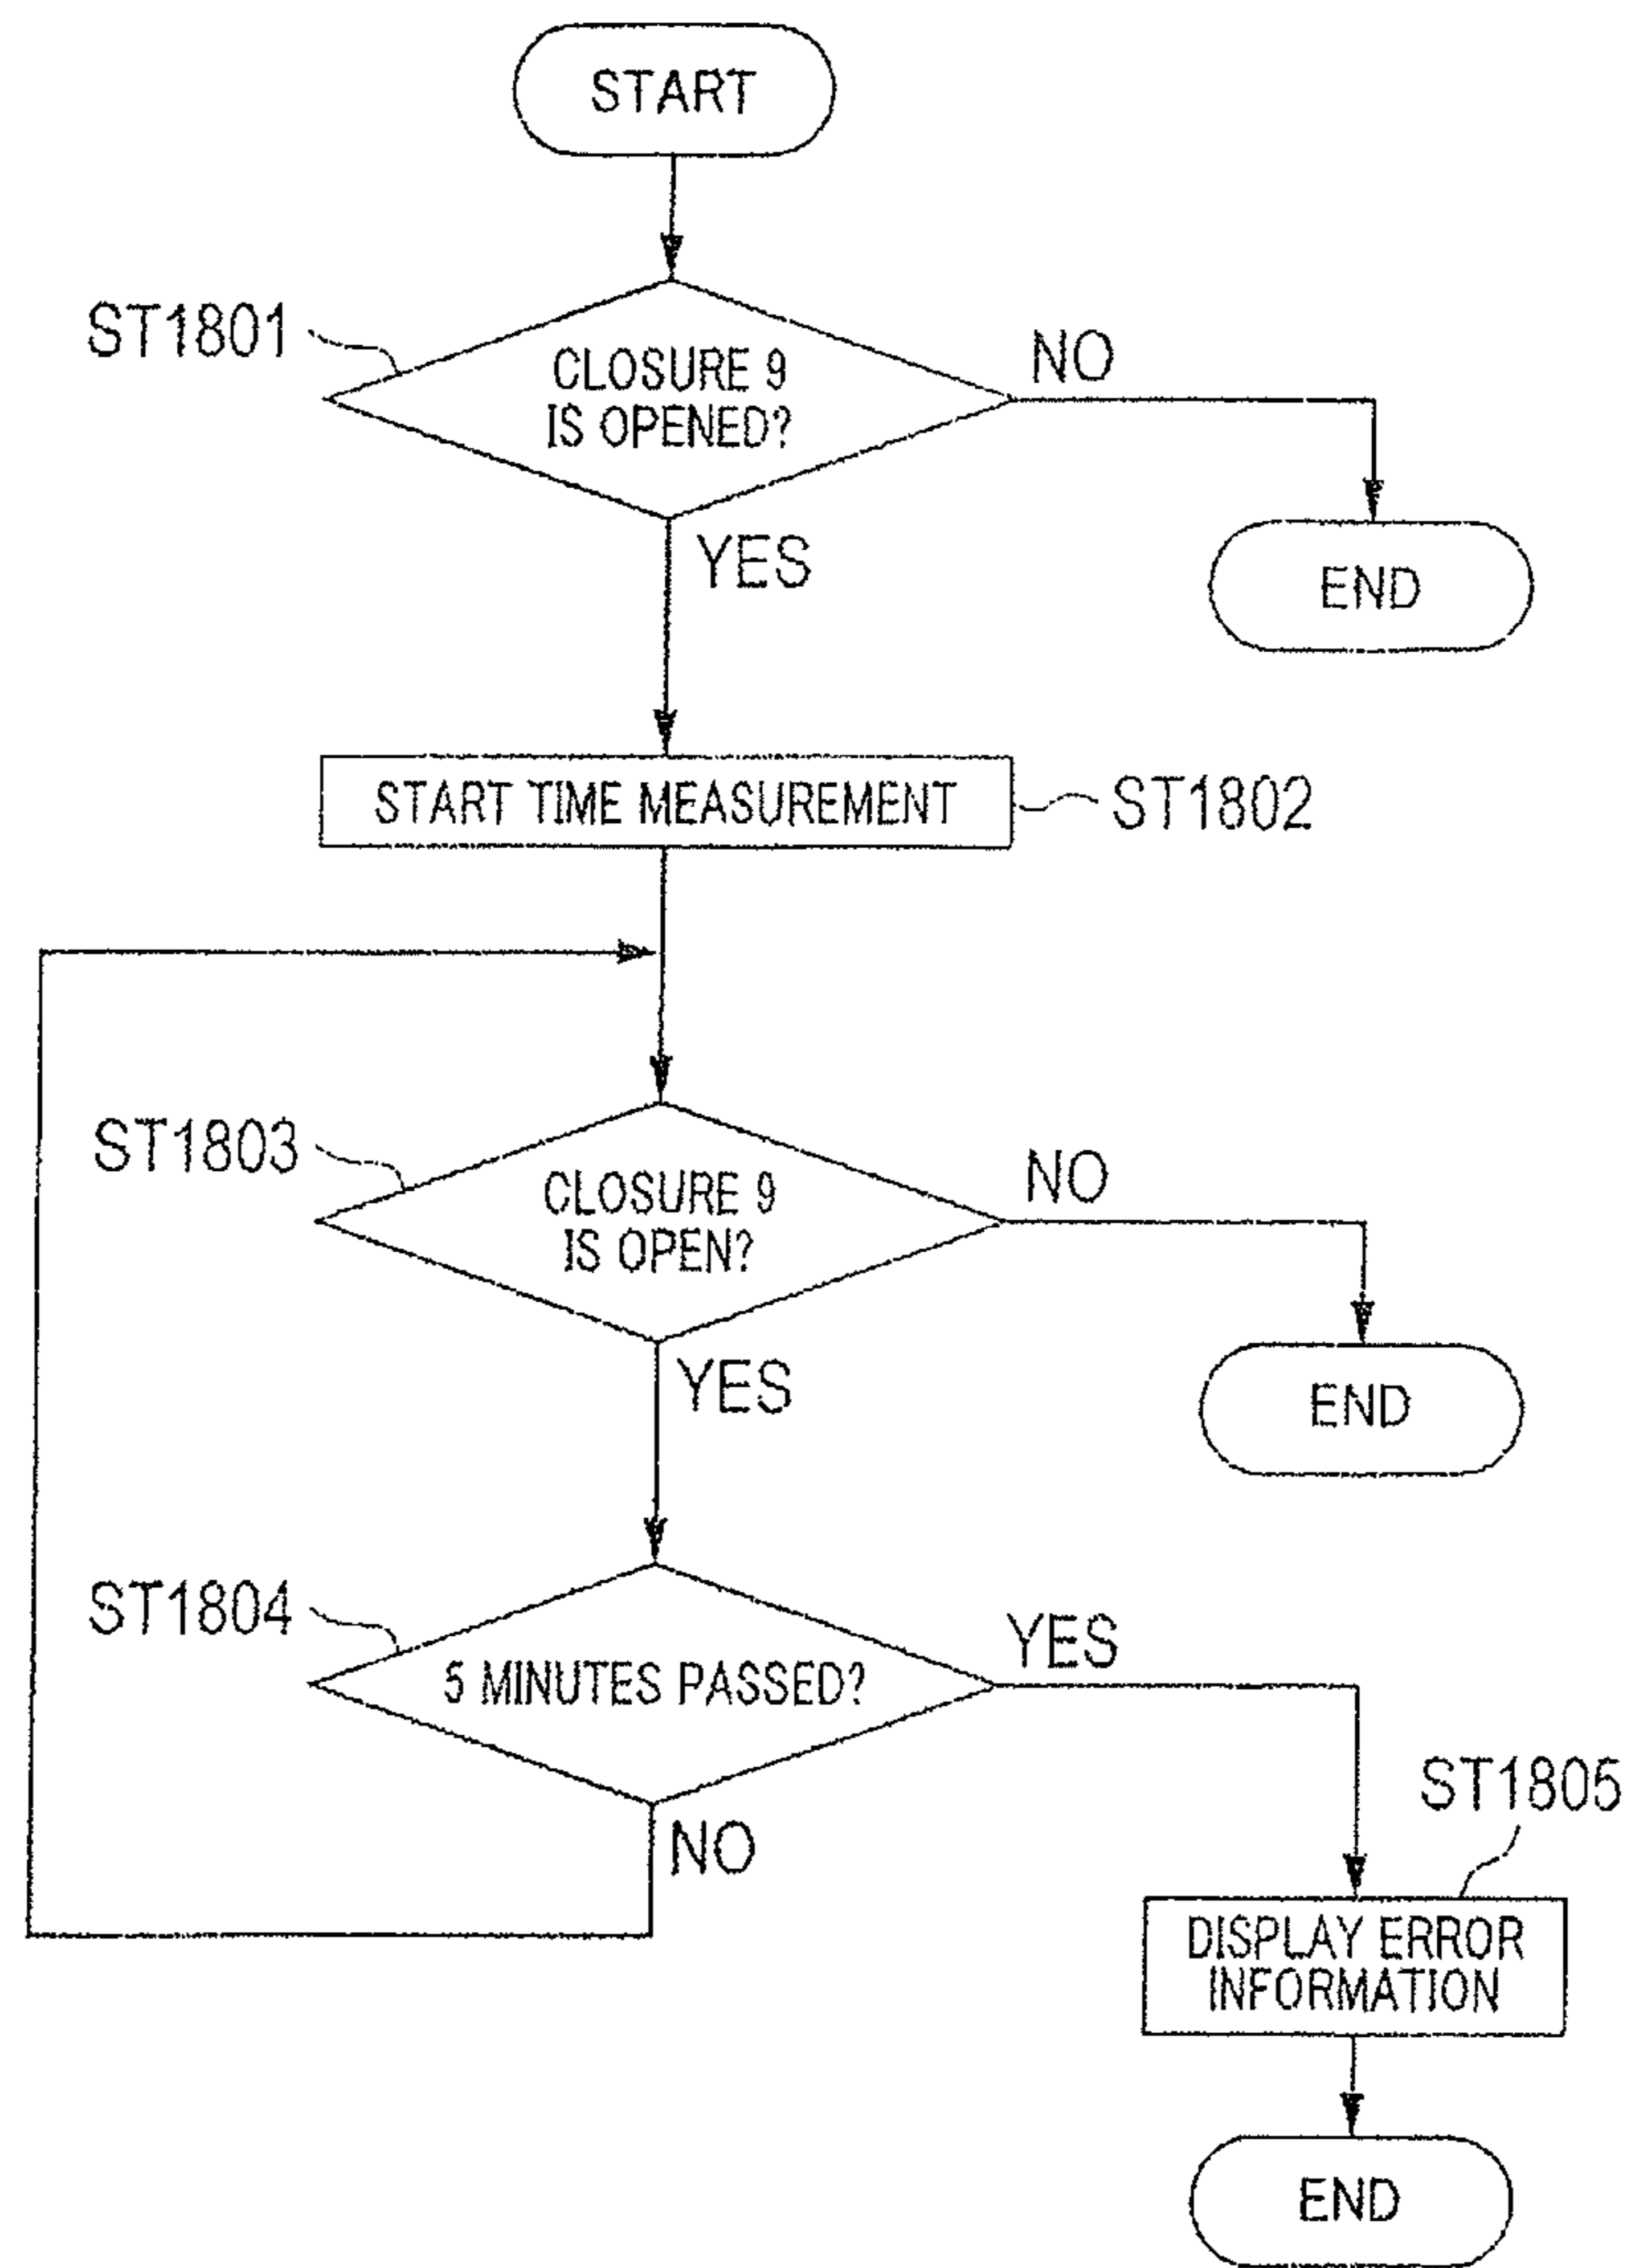 START
ST1801
CLOSURE 9
IS OPENED?
NO
END
YES
START TIME MEASUREMENT
ST1802
ST1803
CLOSURE 9
IS OPEN?
NO
END
YES
ST1804
5 MINUTES PASSED?
YES
NO
ST1805
DISPLAY ERROR
INFORMATION
END